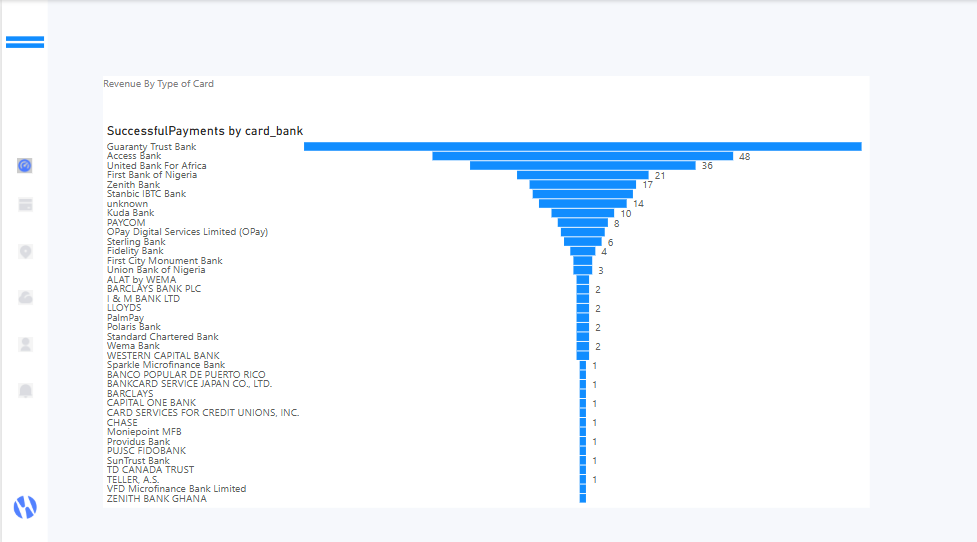 Revenue By Type of Card
SuccessfulPayments by card_bank
Guaranty Trust Bank
Access Bank 48
United Bank For Africa 36
First Bank of Nigeria 21
Zenith Bank 17
Stanbic IBTC Bank
unknown 14
Kuda Bank 10
PAYCOM 8
OPay Digital Services Limited (OPay)
Sterling Bank 6
Fidelity Bank 4
First City Monument Bank
Union Bank of Nigeria 3
ALAT by WEMA
BARCLAYS BANK PLC 2
I & M BANK LTD
LLOYDS 2
PalmPay
Polaris Bank 2
Standard Chartered Bank
Wema Bank 2
WESTERN CAPITAL BANK
Sparkle Microfinance Bank 1
BANCO POPULAR DE PUERTO RICO
BANKCARD SERVICE JAPAN CO., LTD. 1
BARCLAYS
CAPITAL ONE BANK 1
CARD SERVICES FOR CREDIT UNIONS, INC.
CHASE 1
Moniepoint MFB
Providus Bank 1
PUJSC FIDOBANK
SunTrust Bank 1
TD CANADA TRUST
TELLER, A.S. 1
VFD Microfinance Bank Limited
ZENITH BANK GHANA